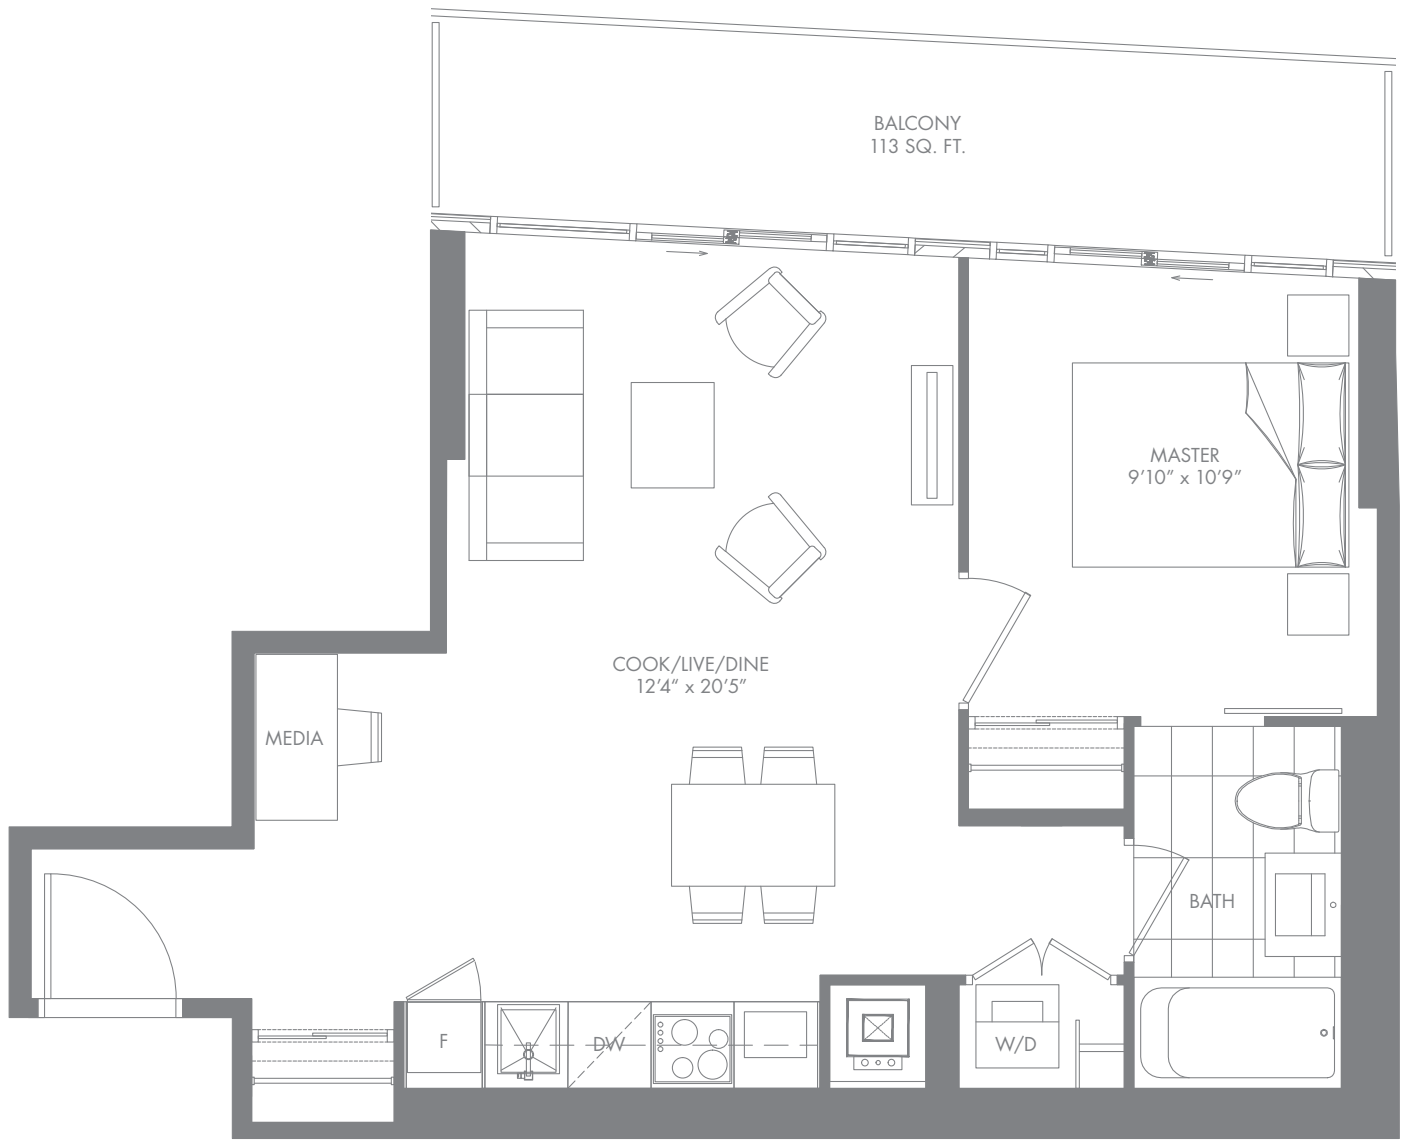 BALCONY
113 SQ. FT.
MASTER
9’10” x 10’9”
COOK/LIVE/DINE
12’4“ x 20’5”
MEDIA
BATH
F
DW
W/D